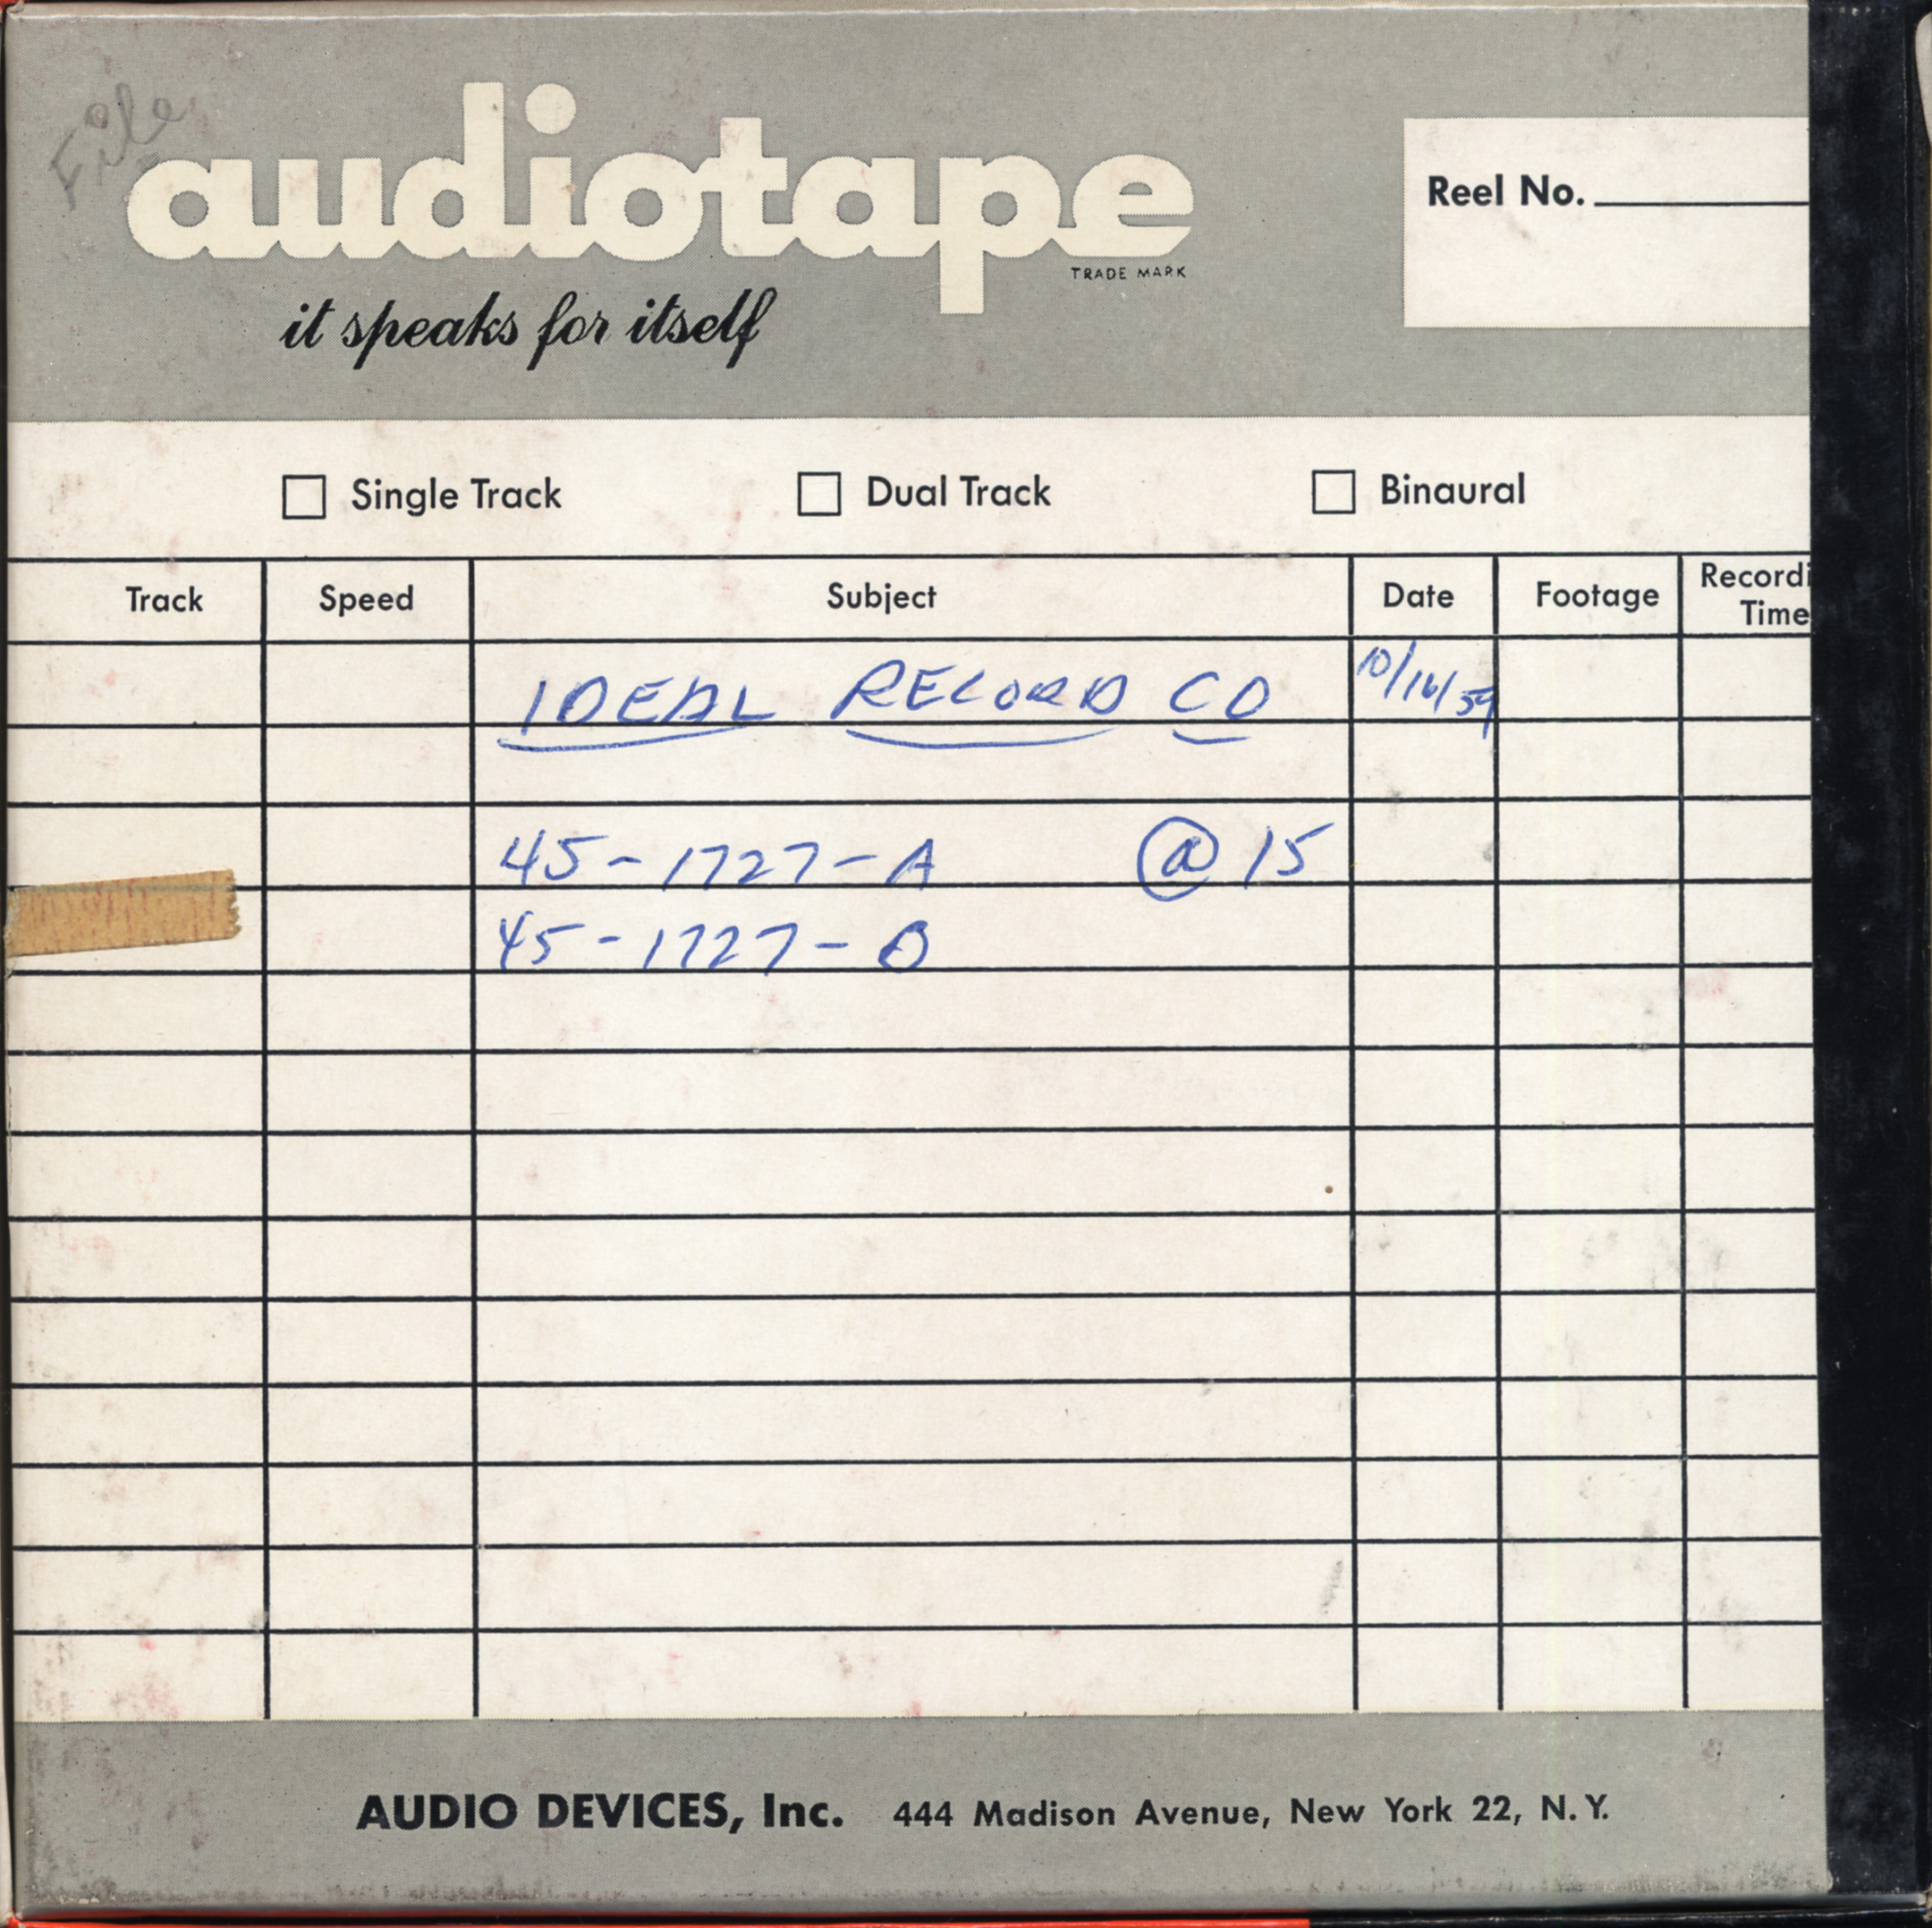 File
audiotape
TRADE MARK
it speaks for itself
Reel No.
Single Track Dual Track Binaural
Track Speed Subject Date Footage Recordi
Time
IDEAL RECORD CO 10/16/59
45-1727-A @ 15
45-1727-B
AUDIO DEVICES, Inc. 444 Madison Avenue, New York 22, N.Y.